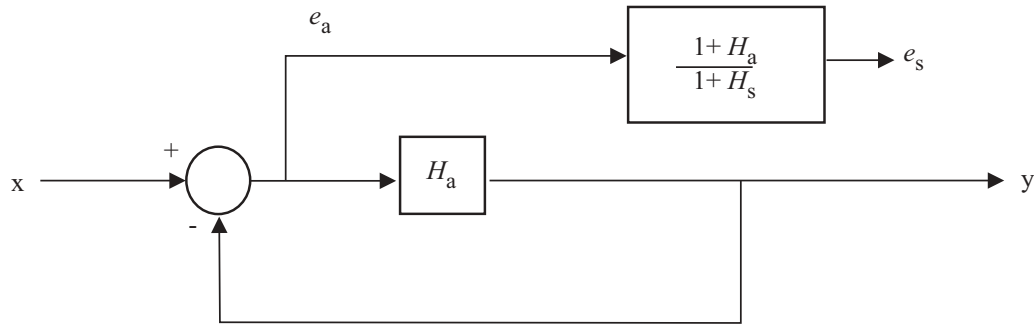 e_a
1+ H_a
1+ H_s
e_s
+
x
H_a
y
-